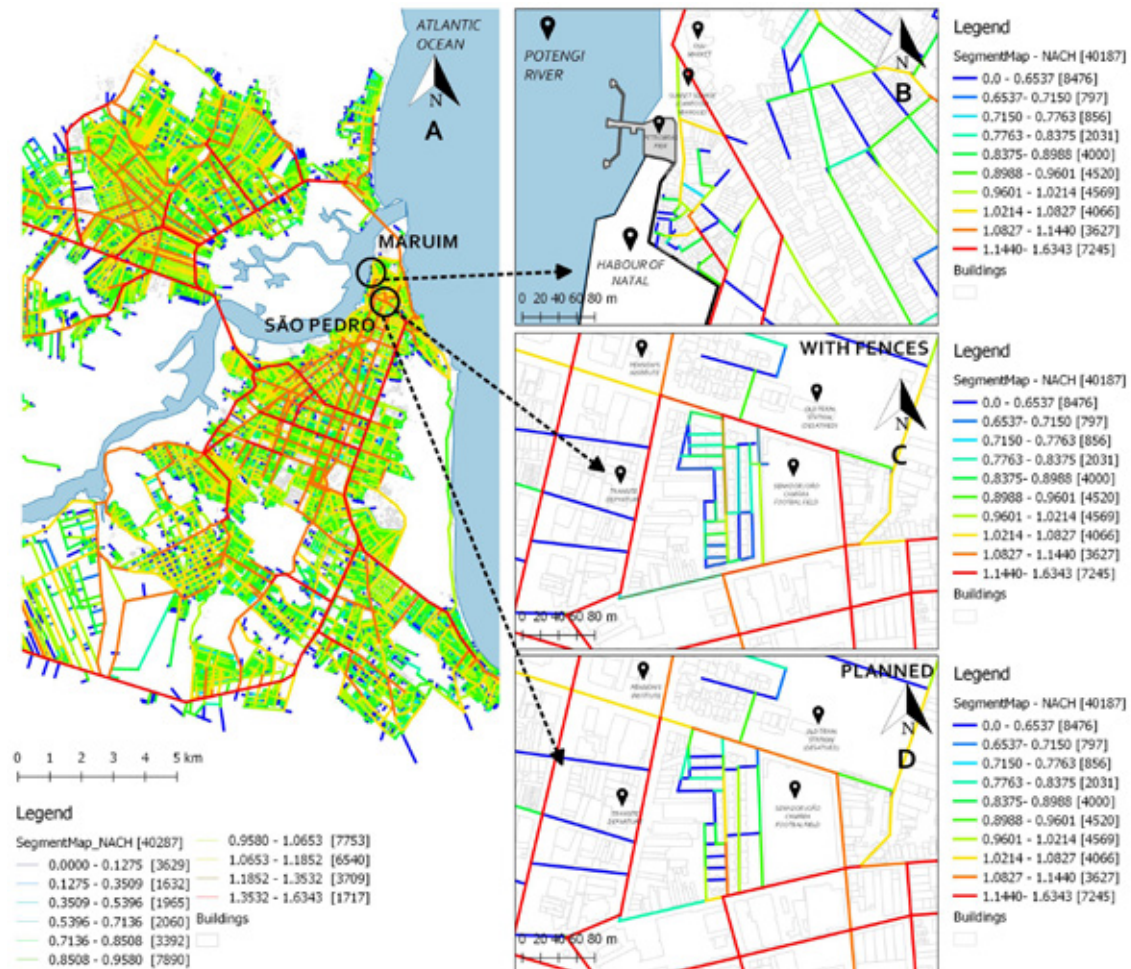 ATLANTIC
OCEAN
N
A
MARUIM
SÃO PEDRO
0 1 2 3 4 5 km
Legend
SegmentMap_NACH [40287]
0.0000 - 0.1275 [3629]
0.1275 - 0.3509 [1632]
0.3509 - 0.5396 [1965]
0.5396 - 0.7136 [2060]
0.7136 - 0.8508 [3392]
0.8508 - 0.9580 [7890]
0.9580 - 1.0653 [7753]
1.0653 - 1.1852 [6540]
1.1852 - 1.3532 [3709]
1.3532 - 1.6343 [1717]
Buildings
POTENGI
RIVER
MARKET
HABOUR OF
NATAL
N
B
0 20 40 60 80 m
Legend
SegmentMap - NACH [40187]
0.0 - 0.6537 [8476]
0.6537- 0.7150 [797]
0.7150 - 0.7763 [856]
0.7763 - 0.8375 [2031]
0.8375- 0.8988 [4000]
0.8988 - 0.9601 [4520]
0.9601 - 1.0214 [4569]
1.0214 - 1.0827 [4066]
1.0827 - 1.1440 [3627]
1.1440- 1.6343 [7245]
Buildings
WITH FENCES
OLD TRAIN
STATION
TRANSITE
FOOTBAL FIELD
N
C
0 20 40 60 80 m
Legend
SegmentMap - NACH [40187]
0.0 - 0.6537 [8476]
0.6537- 0.7150 [797]
0.7150 - 0.7763 [856]
0.7763 - 0.8375 [2031]
0.8375- 0.8988 [4000]
0.8988 - 0.9601 [4520]
0.9601 - 1.0214 [4569]
1.0214 - 1.0827 [4066]
1.0827 - 1.1440 [3627]
1.1440- 1.6343 [7245]
Buildings
PLANNED
OLD TRAIN
STATION
TRANSITE
FOOTBAL FIELD
N
D
0 20 40 60 80 m
Legend
SegmentMap - NACH [40187]
0.0 - 0.6537 [8476]
0.6537- 0.7150 [797]
0.7150 - 0.7763 [856]
0.7763 - 0.8375 [2031]
0.8375- 0.8988 [4000]
0.8988 - 0.9601 [4520]
0.9601 - 1.0214 [4569]
1.0214 - 1.0827 [4066]
1.0827 - 1.1440 [3627]
1.1440- 1.6343 [7245]
Buildings